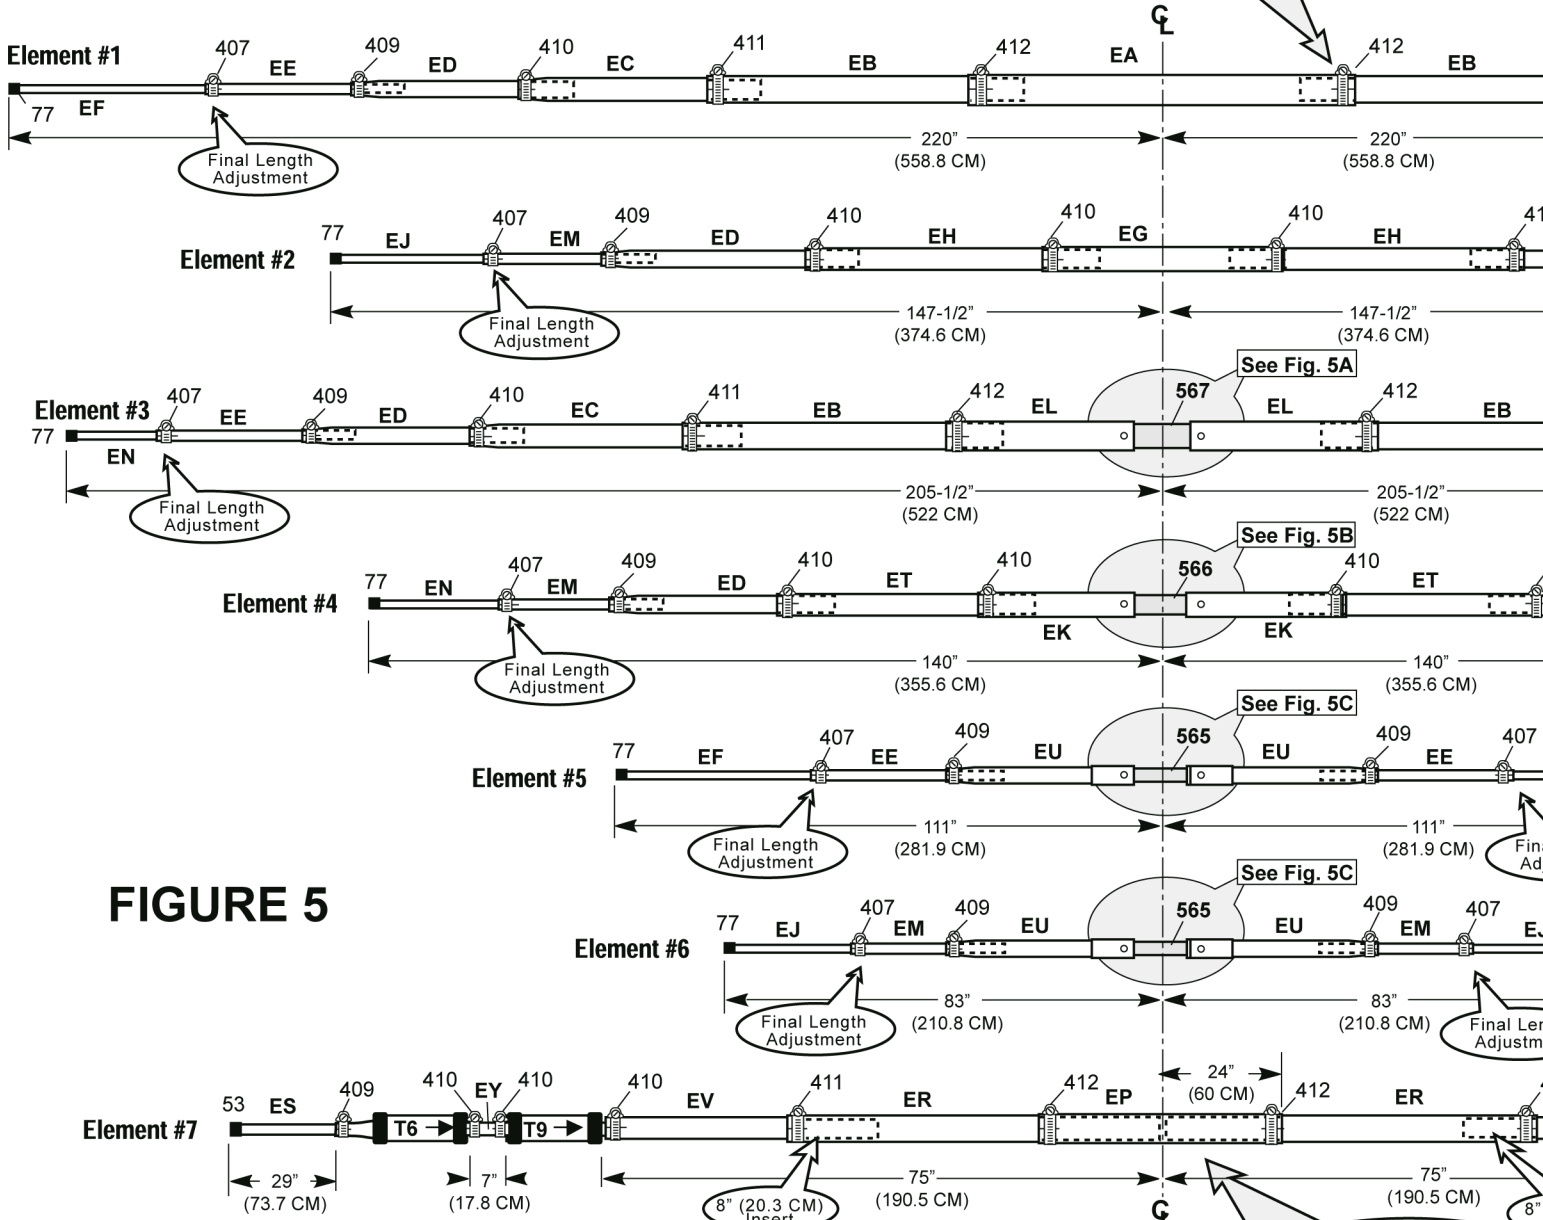 C̶L
Element #1
407
EE
409
ED
410
EC
411
EB
412
EA
412
EB
77
EF
220”
(558.8 CM)
220”
(558.8 CM)
Final Length
Adjustment
77
EJ
407
EM
409
ED
410
EH
410
EG
410
EH
Element #2
147-1/2”
(374.6 CM)
147-1/2”
(374.6 CM)
Final Length
Adjustment
See Fig. 5A
Element #3
407
EE
409
ED
410
EC
411
EB
412
EL
567
EL
412
EB
77
EN
205-1/2”
(522 CM)
205-1/2”
(522 CM)
Final Length
Adjustment
See Fig. 5B
77
EN
407
EM
409
ED
410
ET
410
566
410
ET
Element #4
EK
EK
140”
(355.6 CM)
140”
(355.6 CM)
Final Length
Adjustment
See Fig. 5C
77
EF
407
EE
409
EU
565
EU
409
EE
407
Element #5
111”
(281.9 CM)
111”
(281.9 CM)
Final Length
Adjustment
FIGURE 5
See Fig. 5C
77
EJ
407
EM
409
EU
565
EU
409
EM
407
EJ
Element #6
83”
(210.8 CM)
83”
(210.8 CM)
Final Length
Adjustment
Final
24”
(60 CM)
53
ES
409
410
EY
410
410
EV
411
ER
412
EP
412
ER
Element #7
T6
T9
29”
(73.7 CM)
7”
(17.8 CM)
75”
(190.5 CM)
75”
(190.5 CM)
8” (20.3 CM)
Insert
8”
CL